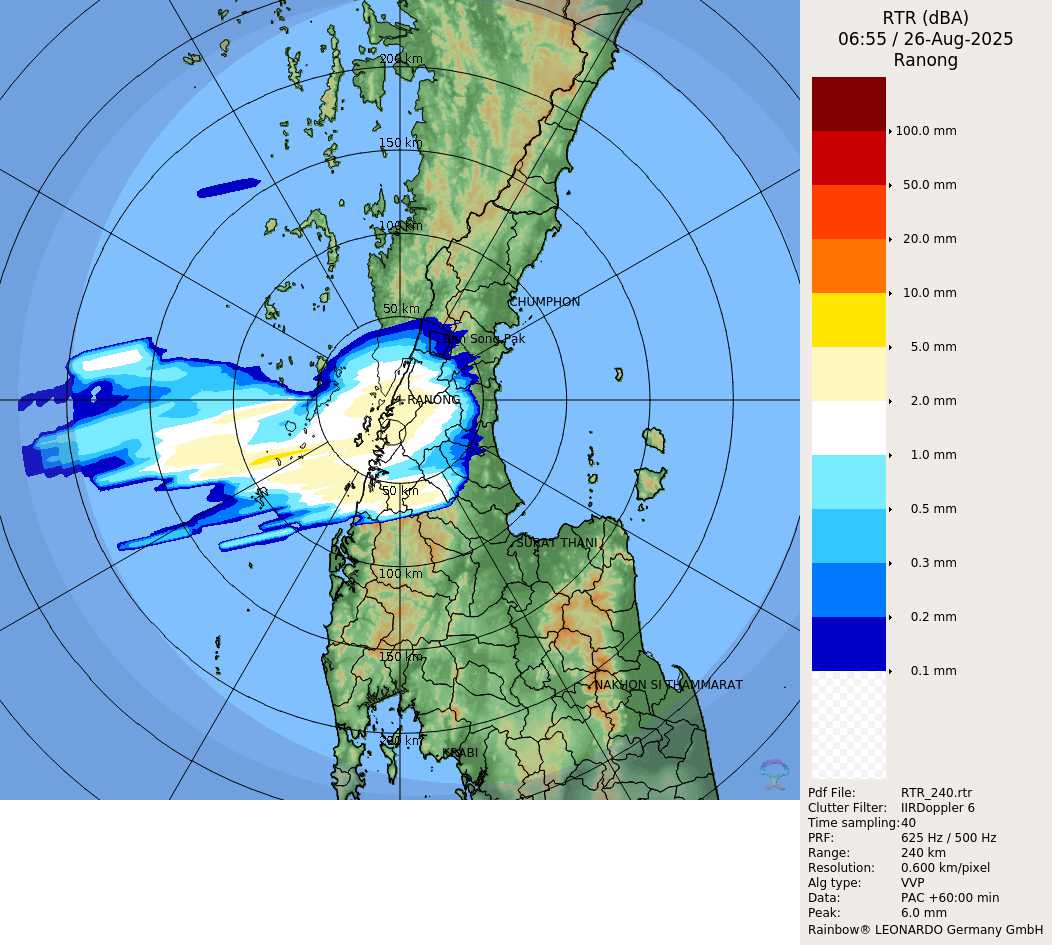 RTR (dBA)
06:55 / 26-Aug-2025
Ranong
200 km
150 km
100 km
50 km
CHUMPHON
Song Pak
RANONG
50 km
SURAT THANI
100 km
150 km
NAKHON SI THAMMARAT
200 km
KRABI
100.0 mm
50.0 mm
20.0 mm
10.0 mm
5.0 mm
2.0 mm
1.0 mm
0.5 mm
0.3 mm
0.2 mm
0.1 mm
Pdf File: RTR_240.rtr
Clutter Filter: IIRDoppler 6
Time sampling:40
PRF: 625 Hz / 500 Hz
Range: 240 km
Resolution: 0.600 km/pixel
Alg type: VVP
Data: PAC +60:00 min
Peak: 6.0 mm
Rainbow® LEONARDO Germany GmbH